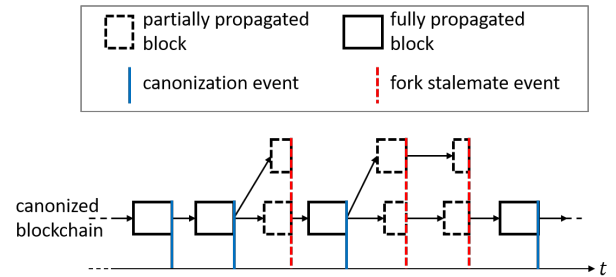 partially propagated
block
fully propagated
block
canonization event
fork stalemate event
canonized
blockchain
t